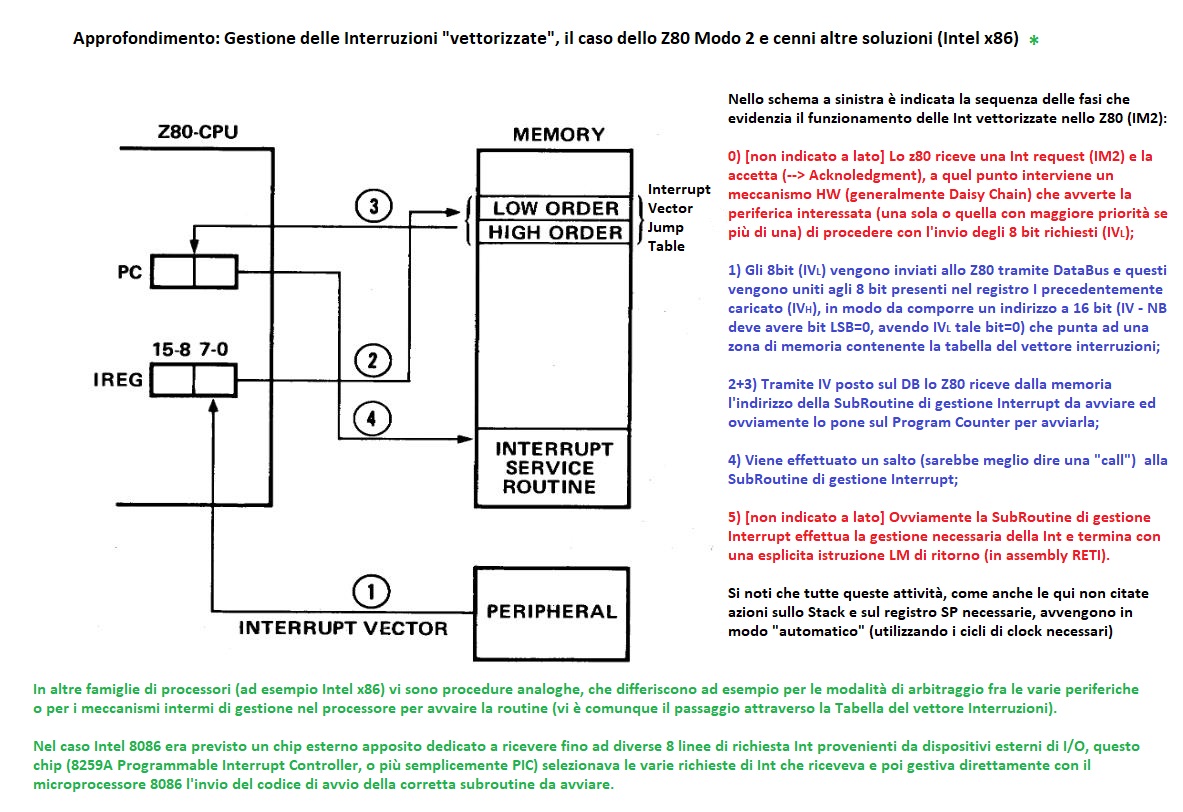 Approfondimento: Gestione delle Interruzioni "vettorizzate", il caso dello Z80 Modo 2 e cenni altre soluzioni (Intel x86) *
Z80-CPU
MEMORY
3
LOW ORDER
HIGH ORDER
Interrupt
Vector
Jump
Table
PC
15-8 7-0
IREG
2
4
INTERRUPT
SERVICE
ROUTINE
1
PERIPHERAL
INTERRUPT VECTOR
Nello schema a sinistra è indicata la sequenza delle fasi che
evidenzia il funzionamento delle Int vettorizzate nello Z80 (IM2):
0) [non indicato a lato] Lo z80 riceve una Int request (IM2) e la
accetta (--> Acknoledgment), a quel punto interviene un
meccanismo HW (generalmente Daisy Chain) che avverte la
periferica interessata (una sola o quella con maggiore priorità se
più di una) di procedere con l'invio degli 8 bit richiesti (IVL);
1) Gli 8bit (IVL) vengono inviati allo Z80 tramite DataBus e questi
vengono uniti agli 8 bit presenti nel registro I precedentemente
caricato (IVH), in modo da comporre un indirizzo a 16 bit (IV - NB
deve avere bit LSB=0, avendo IVL tale bit=0) che punta ad una
zona di memoria contenente la tabella del vettore interruzioni;
2+3) Tramite IV posto sul DB lo Z80 riceve dalla memoria
l'indirizzo della SubRoutine di gestione Interrupt da avviare ed
ovviamente lo pone sul Program Counter per avviarla;
4) Viene effettuato un salto (sarebbe meglio dire una "call") alla
SubRoutine di gestione Interrupt;
5) [non indicato a lato] Ovviamente la SubRoutine di gestione
Interrupt effettua la gestione necessaria della Int e termina con
una esplicita istruzione LM di ritorno (in assembly RETI).
Si noti che tutte queste attività, come anche le qui non citate
azioni sullo Stack e sul registro SP necessarie, avvengono in
modo "automatico" (utilizzando i cicli di clock necessari)
In altre famiglie di processori (ad esempio Intel x86) vi sono procedure analoghe, che differiscono ad esempio per le modalità di arbitraggio fra le varie periferiche
o per i meccanismi intermi di gestione nel processore per avvaire la routine (vi è comunque il passaggio attraverso la Tabella del vettore Interruzioni).
Nel caso Intel 8086 era previsto un chip esterno apposito dedicato a ricevere fino ad diverse 8 linee di richiesta Int provenienti da dispositivi esterni di I/O, questo
chip (8259A Programmable Interrupt Controller, o più semplicemente PIC) selezionava le varie richieste di Int che riceveva e poi gestiva direttamente con il
microprocessore 8086 l'invio del codice di avvio della corretta subroutine da avviare.